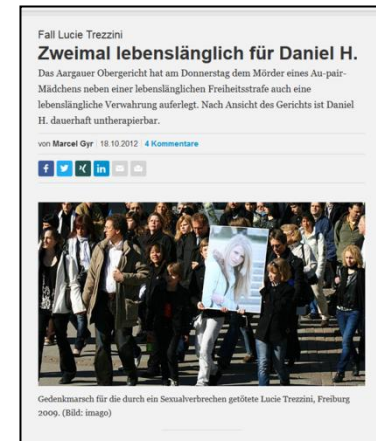 Fall Lucie Trezzini
Zweimal lebenslänglich für Daniel H.
Das Aargauer Obergericht hat am Donnerstag dem Mörder eines Au-pair-
Mädchens neben einer lebenslänglichen Freiheitsstrafe auch eine
lebenslängliche Verwahrung auferlegt. Nach Ansicht des Gerichts ist Daniel
H. dauerhaft untherapierbar.
von Marcel Gyr | 18.10.2012 | 4 Kommentare
Gedenkmarsch für die durch ein Sexualverbrechen getötete Lucie Trezzini, Freiburg
2009. (Bild: imago)